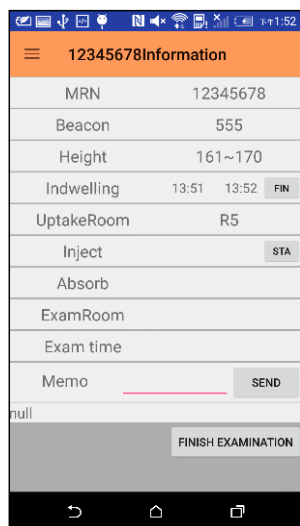 下午1:52
12345678Information
MRN 12345678
Beacon 555
Height 161~170
Indwelling 13:51 13:52 FIN
UptakeRoom R5
Inject STA
Absorb
ExamRoom
Exam time
Memo SEND
null
FINISH EXAMINATION